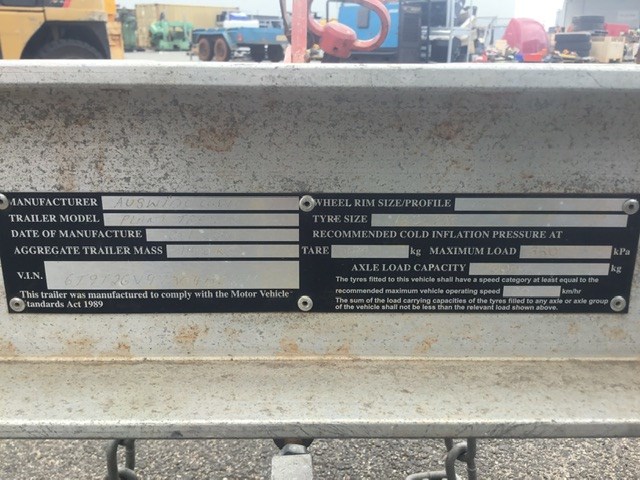 MANUFACTURER
TRAILER MODEL
DATE OF MANUFACTURE
AGGREGATE TRAILER MASS
V.I.N.
This trailer was manufactured to comply with the Motor Vehicle
tandards Act 1989
WHEEL RIM SIZE/PROFILE
TYRE SIZE
RECOMMENDED COLD INFLATION PRESSURE AT
TARE kg MAXIMUM LOAD kPa
AXLE LOAD CAPACITY kg
The tyres fitted to this vehicle shall have a speed category at least equal to the
recommended maximum vehicle operating speed km/hr
The sum of the load carrying capacities of the tyres fitted to any axle or axle group
of the vehicle shall not be less than the relevant load shown above.